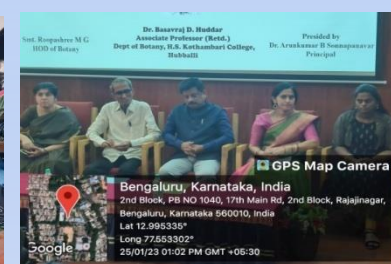 Dr. Basavraj D. Huddar
Associate Professor (Retd.)
Dept of Botany, H.S. Kothambari College,
Hubballi
Smt. Roopashree M G
HOD of Botany
Presided by
Dr. Arunkumar B Sonnapanavar
Principal
GPS Map Camera
Bengaluru, Karnataka, India
2nd Block, PB NO 1040, 17th Main Rd, 2nd Block, Rajajinagar,
Bengaluru, Karnataka 560010, India
Lat 12.995335°
Long 77.553302°
25/01/23 01:02 PM GMT +05:30
Google